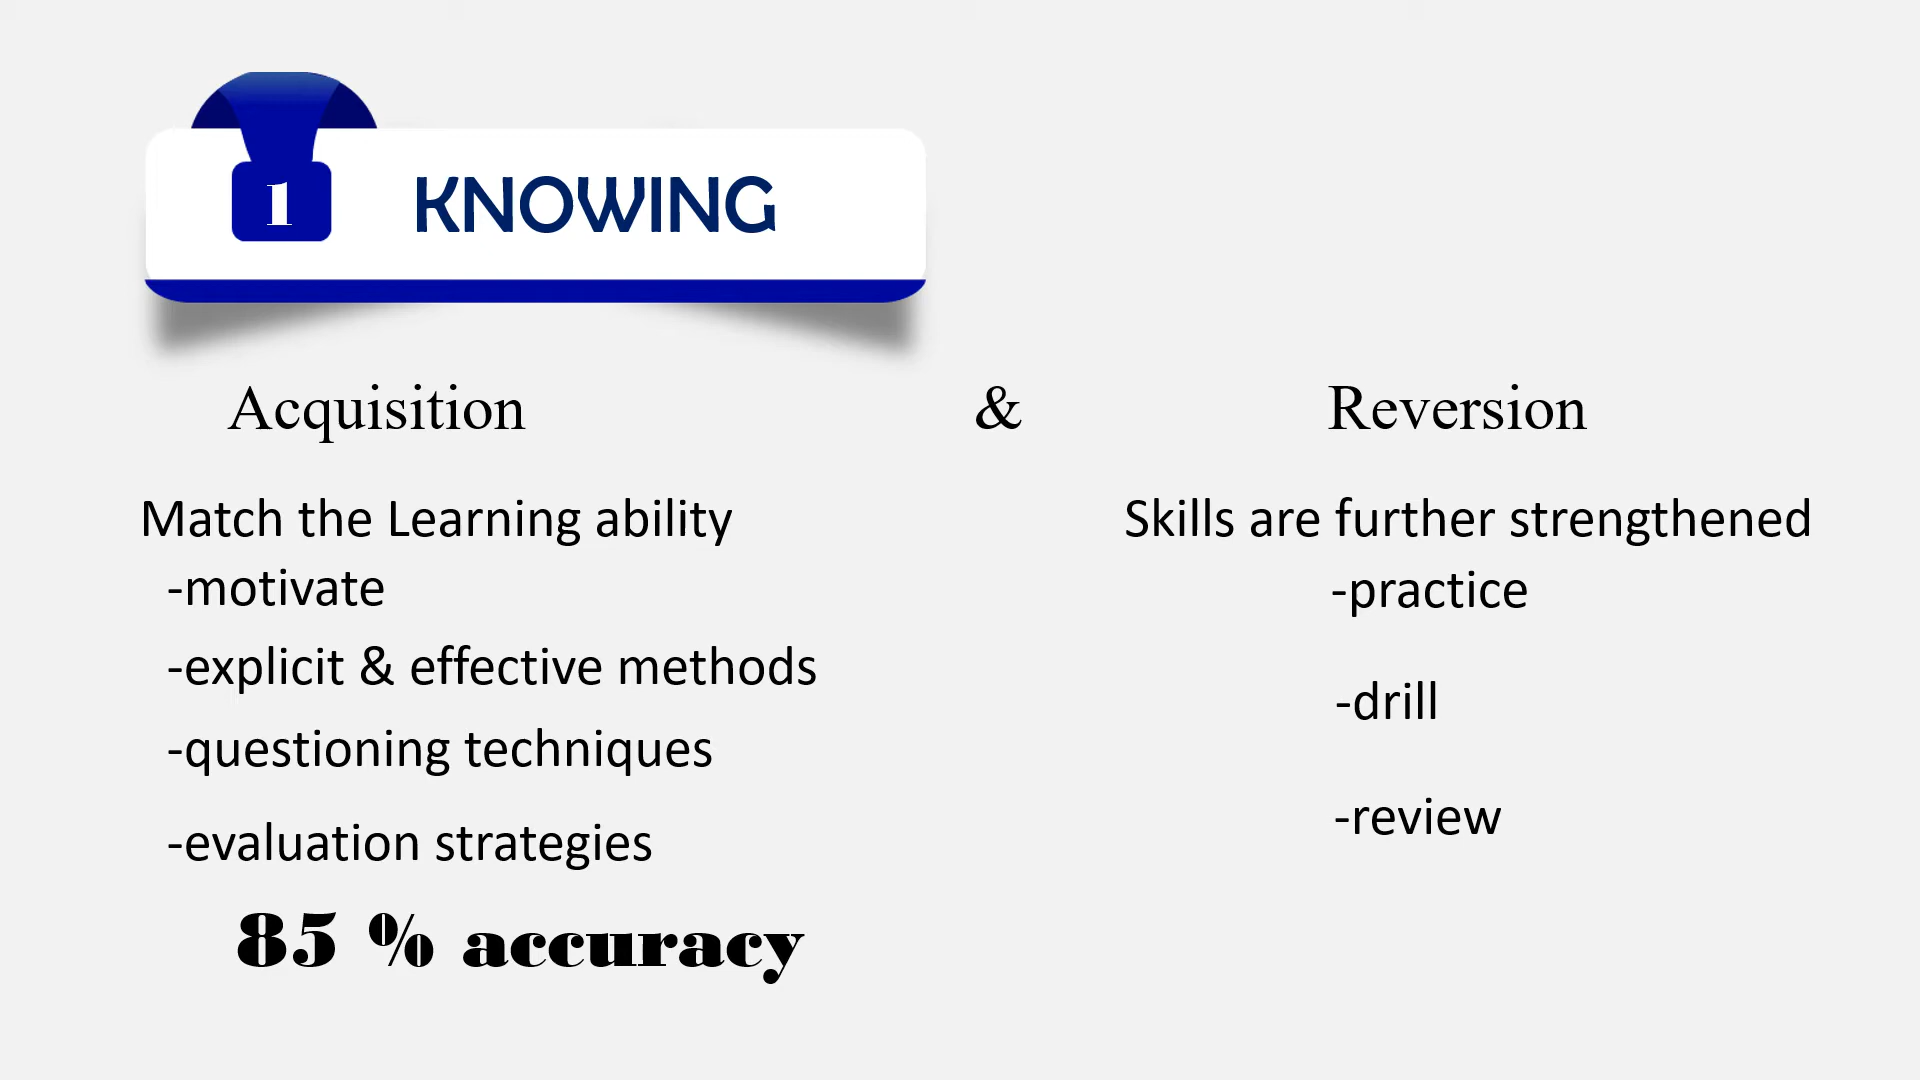 1 KNOWING
Acquisition & Reversion
Match the Learning ability
-motivate
-explicit & effective methods
-questioning techniques
-evaluation strategies
85 % accuracy
Skills are further strengthened
-practice
-drill
-review